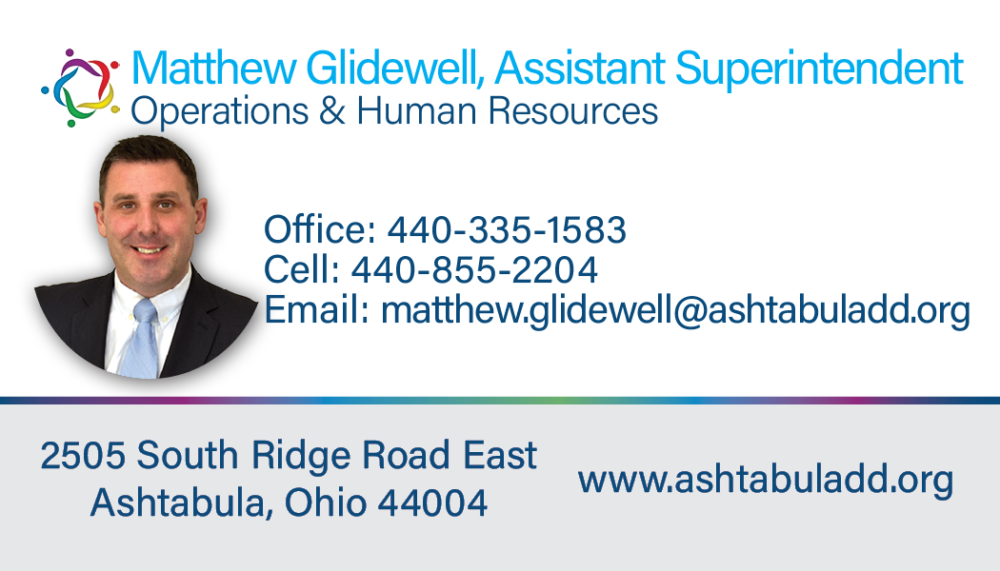 Matthew Glidewell, Assistant Superintendent
Operations & Human Resources
Office: 440-335-1583
Cell: 440-855-2204
Email: matthew.glidewell@ashtabuladd.org
2505 South Ridge Road East
Ashtabula, Ohio 44004
www.ashtabuladd.org